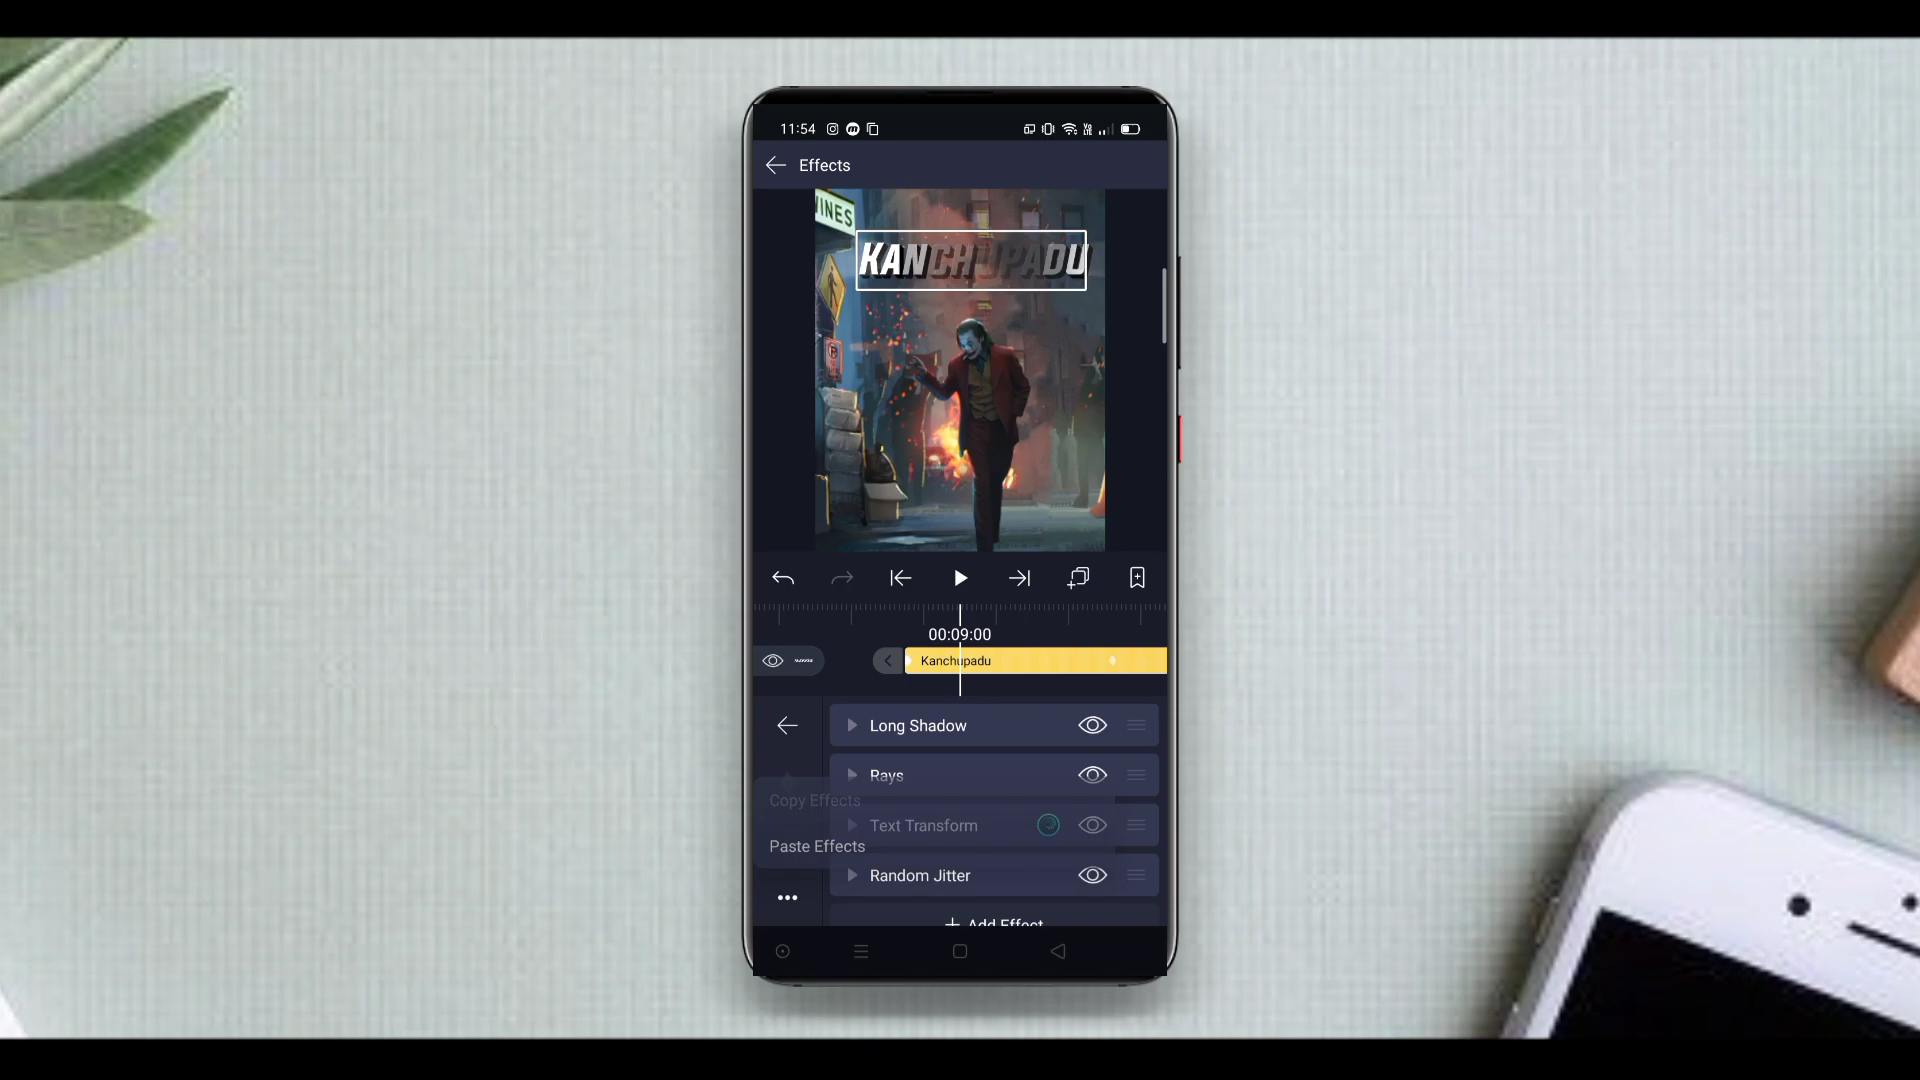 11:54
Effects
WINES
KANCHUPADU
00:09:00
Kanchupadu
Long Shadow
Rays
Copy Effects
Text Transform
Paste Effects
Random Jitter
+ Add Effect